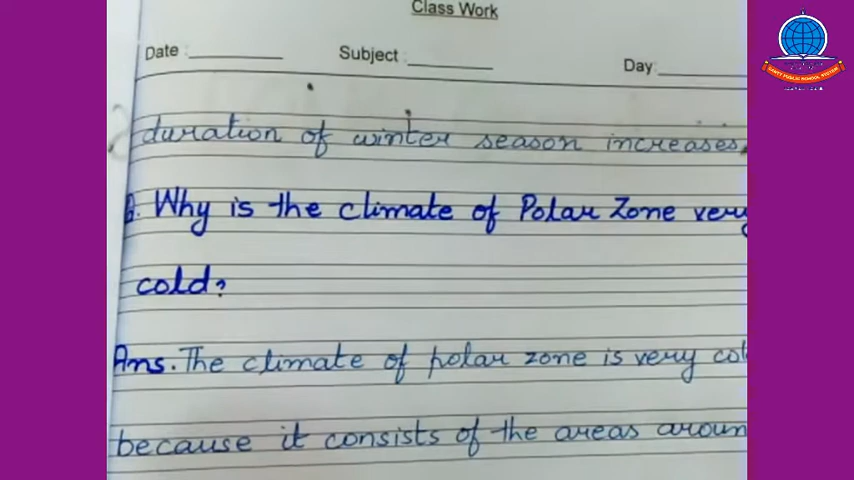 Class Work
Date : Subject : Day:
duration of winter season increases.
Q. Why is the climate of Polar Zone very
cold?
Ans. The climate of polar zone is very col
because it consists of the areas aroun